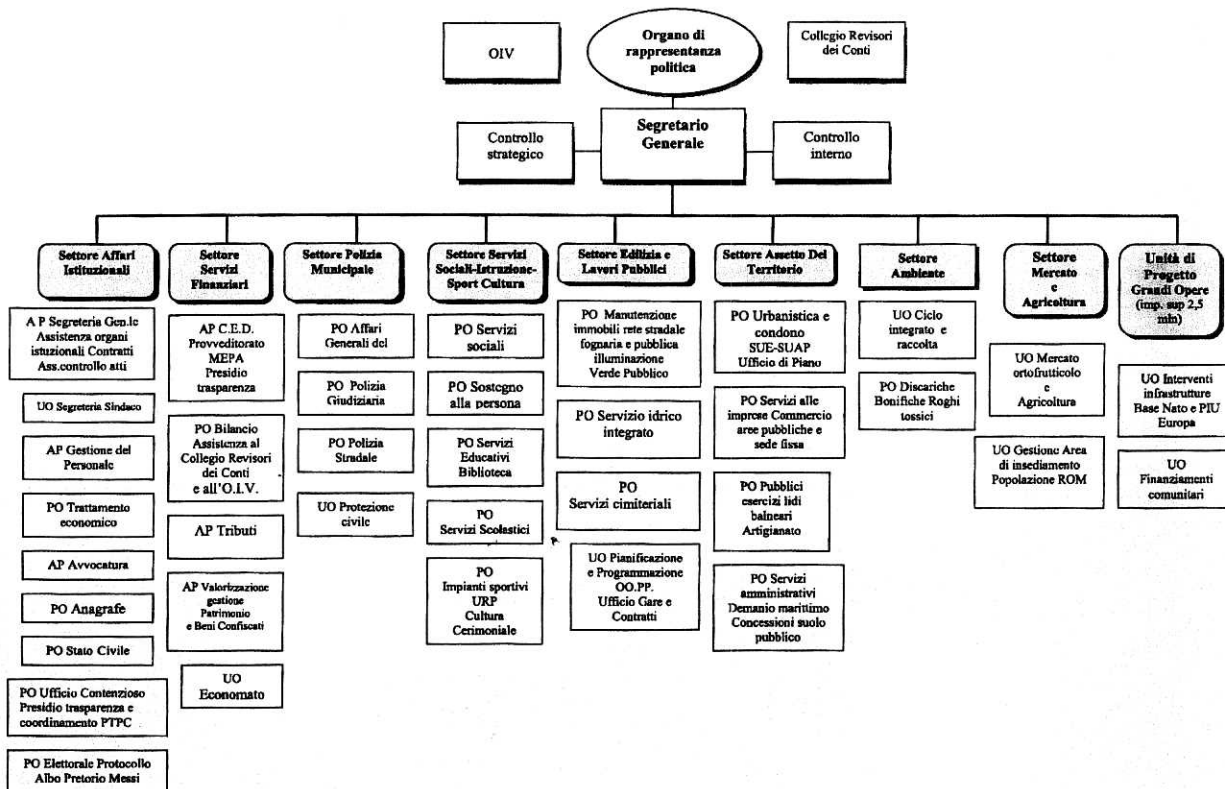 OIV
Organo di
rappresentanza
politica
Collegio Revisori
dei Conti
Controllo
strategico
Segretario
Generale
Controllo
interno
Settore Affari
Istituzionali
A P Segreteria Gen.le
Assistenza organi
istuzionali Contratti
Ass.controllo atti
UO Segreteria Sindaco
AP Gestione del
Personale
PO Trattamento
economico
AP Avvocatura
PO Anagrafe
PO Stato Civile
PO Ufficio Contenzioso
Presidio trasparenza e
coordinamento PTPC
PO Elettorale Protocollo
Albo Pretorio Messi
Settore
Servizi
Finanziari
AP C.E.D.
Provveditorato
MEPA
Presidio
trasparenza
PO Bilancio
Assistenza al
Collegio Revisori
dei Conti
e all'O.I.V.
AP Tributi
AP Valorizzazione
gestione
Patrimonio
e Beni Confiscati
UO
Economato
Settore Polizia
Municipale
PO Affari
Generali del
PO Polizia
Giudiziaria
PO Polizia
Stradale
UO Protezione
civile
Settore Servizi
Sociali-Istruzione-
Sport Cultura
PO Servizi
sociali
PO Sostegno
alla persona
PO Servizi
Educativi
Biblioteca
PO
Servizi Scolastici
PO
Impianti sportivi
URP
Cultura
Cerimoniale
Settore Edilizia e
Lavori Pubblici
PO Manutenzione
immobili rete stradale
fognaria e pubblica
illuminazione
Verde Pubblico
PO Servizio idrico
integrato
PO
Servizi cimiteriali
UO Pianificazione
e Programmazione
OO.PP.
Ufficio Gare e
Contratti
Settore Assetto Del
Territorio
PO Urbanistica e
condono
SUE-SUAP
Ufficio di Piano
PO Servizi alle
imprese Commercio
aree pubbliche e
sede fissa
PO Pubblici
esercizi lidi
balneari
Artigianato
PO Servizi
amministrativi
Demanio marittimo
Concessioni suolo
pubblico
Settore
Ambiente
UO Ciclo
integrato e
raccolta
PO Discariche
Bonifiche Roghi
tossici
Settore
Mercato
e
Agricoltura
UO Mercato
ortofrutticolo
e
Agricoltura
UO Gestione Area
di insediamento
Popolazione ROM
Unità di
Progetto
Grandi Opere
(imp. sup 2,5
mln)
UO Interventi
infrastrutture
Base Nato e PIU
Europa
UO
Finanziamenti
comunitari